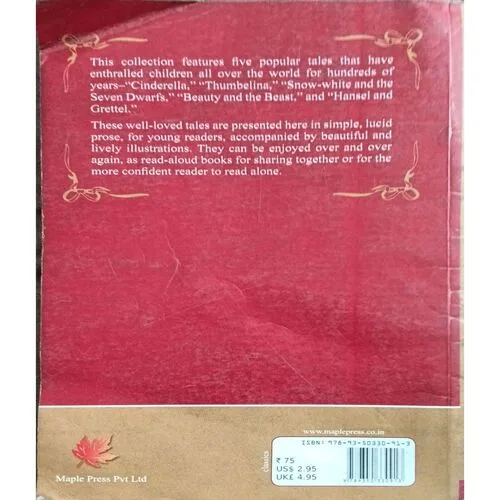 This collection features five popular tales that have
enthralled children all over the world for hundreds of
years–"Cinderella," "Thumbelina," "Snow-white and the
Seven Dwarfs," "Beauty and the Beast," and "Hansel and
Grettel."
These well-loved tales are presented here in simple, lucid
prose, for young readers, accompanied by beautiful and
lively illustrations. They can be enjoyed over and over
again, as read-aloud books for sharing together or for the
more confident reader to read alone.
www.maplepress.co.in
ISBN: 978-93-50330-91-3
classics
₹ 75
US$ 2.95
UK£ 4.95
Maple Press Pvt Ltd